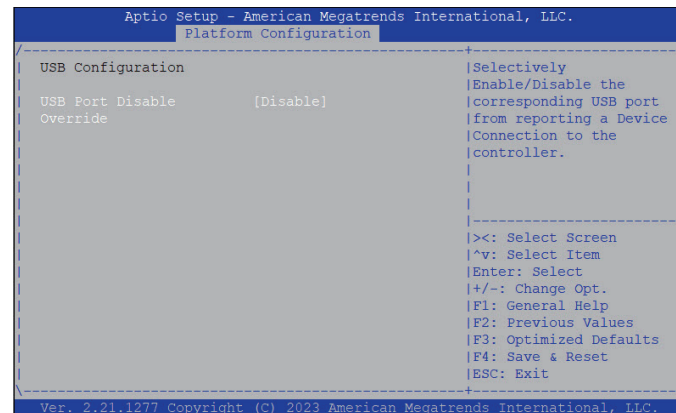 Aptio Setup - American Megatrends International, LLC.
Platform Configuration
USB Configuration
USB Port Disable [Disable]
Override
Selectively
Enable/Disable the
corresponding USB port
from reporting a Device
Connection to the
controller.
><: Select Screen
^v: Select Item
Enter: Select
+/-: Change Opt.
F1: General Help
F2: Previous Values
F3: Optimized Defaults
F4: Save & Reset
ESC: Exit
Ver. 2.21.1277 Copyright (C) 2023 American Megatrends International, LLC.